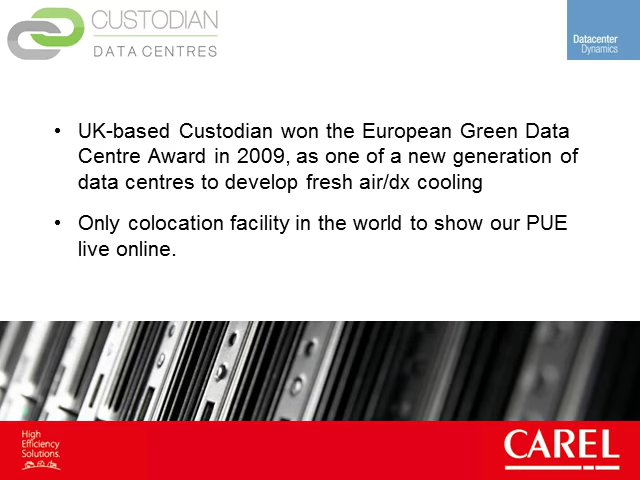 CUSTODIAN
DATA CENTRES
Datacenter
Dynamics
• UK-based Custodian won the European Green Data
Centre Award in 2009, as one of a new generation of
data centres to develop fresh air/dx cooling
• Only colocation facility in the world to show our PUE
live online.
High
Efficiency
Solutions.
CAREL